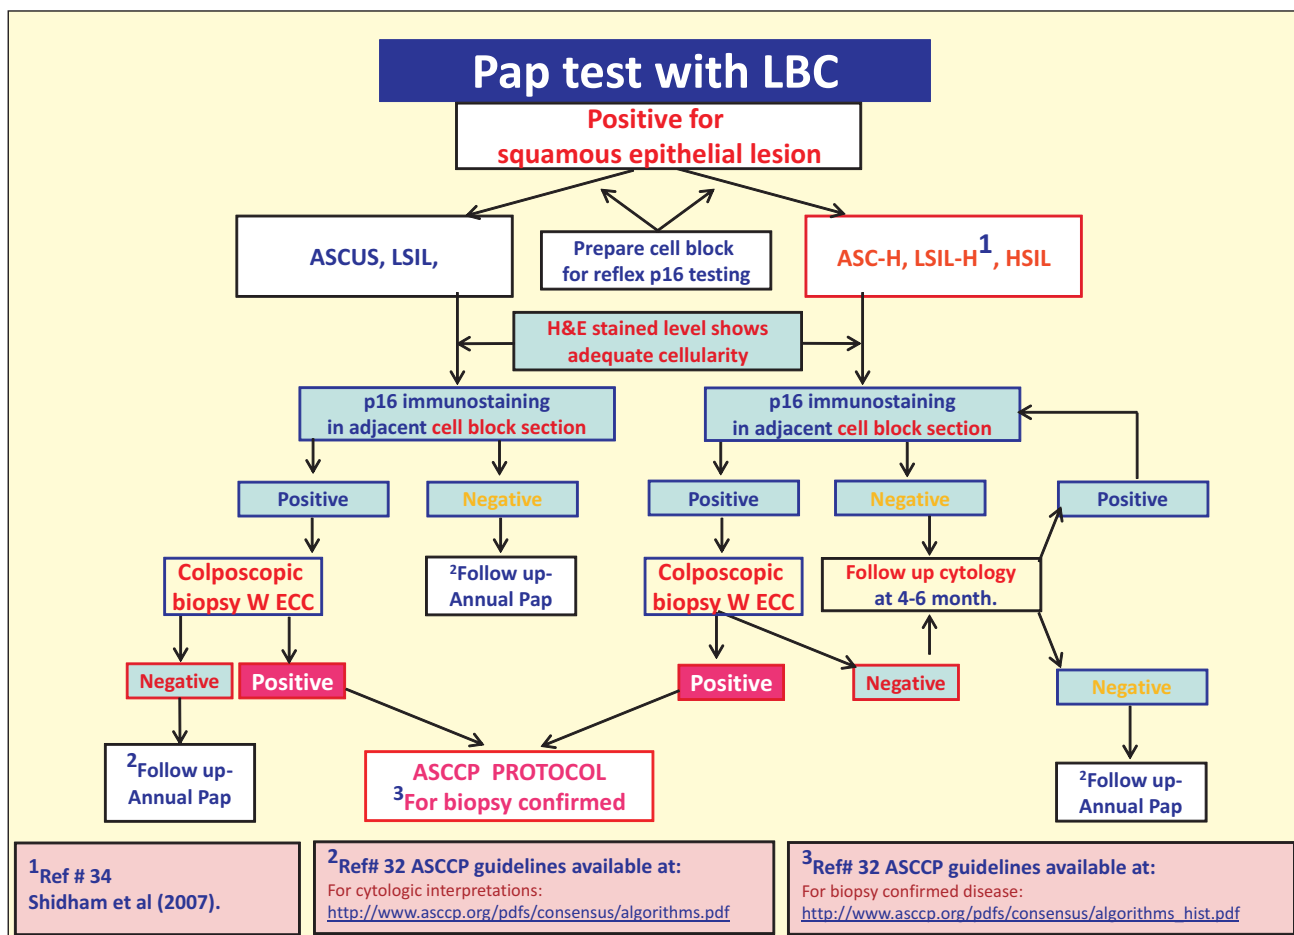 Pap test with LBC
Positive for
squamous epithelial lesion
ASCUS, LSIL,
Prepare cell block
for reflex p16 testing
ASC-H, LSIL-H1, HSIL
H&E stained level shows
adequate cellularity
p16 immunostaining
in adjacent cell block section
p16 immunostaining
in adjacent cell block section
Positive
Negative
Positive
Negative
Positive
Colposcopic
biopsy W ECC
2Follow up-
Annual Pap
Colposcopic
biopsy W ECC
Follow up cytology
at 4-6 month.
Negative
Positive
Positive
Negative
Negative
2Follow up-
Annual Pap
ASCCP PROTOCOL
3For biopsy confirmed
2Follow up-
Annual Pap
1Ref # 34
Shidham et al (2007).
2Ref# 32 ASCCP guidelines available at:
For cytologic interpretations:
http://www.asccp.org/pdfs/consensus/algorithms.pdf
3Ref# 32 ASCCP guidelines available at:
For biopsy confirmed disease:
http://www.asccp.org/pdfs/consensus/algorithms_hist.pdf